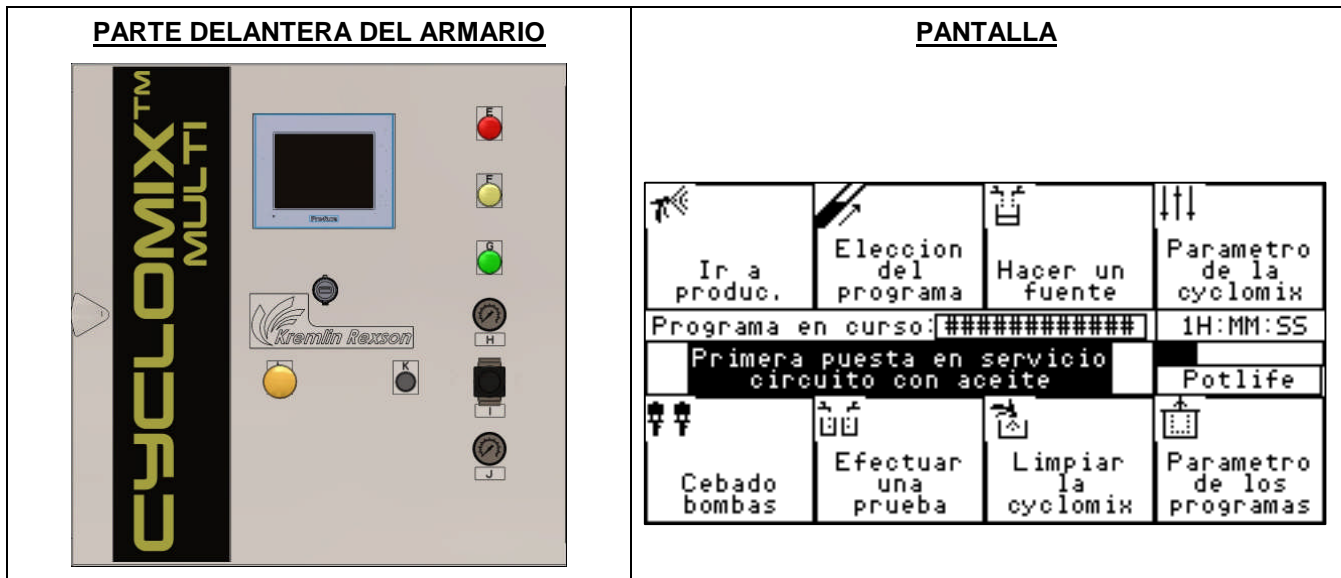 PARTE DELANTERA DEL ARMARIO
CYCLOMIX™
MULTI
Pro-face
E
F
G
H
I
J
K
Kremlin Rexson
PANTALLA
Ir a
produc.
Eleccion
del
programa
Hacer un
fuente
Parametro
de la
cyclomix
Programa en curso:############
1H:MM:SS
Primera puesta en servicio
circuito con aceite
Potlife
Cebado
bombas
Efectuar
una
prueba
Limpiar
la
cyclomix
Parametro
de los
programas